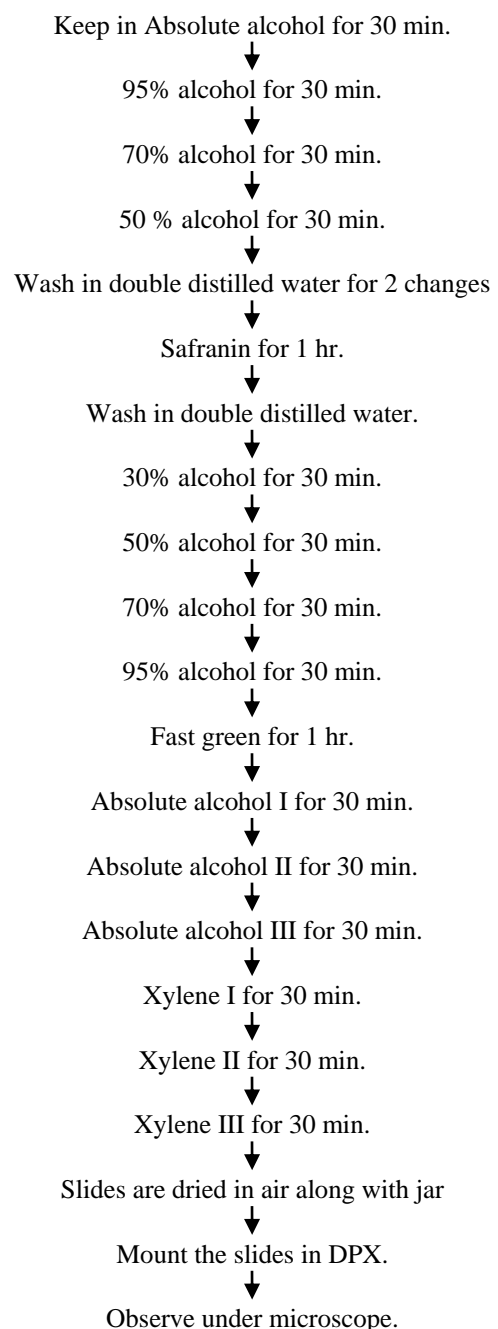 Keep in Absolute alcohol for 30 min.
95% alcohol for 30 min.
70% alcohol for 30 min.
50 % alcohol for 30 min.
Wash in double distilled water for 2 changes
Safranin for 1 hr.
Wash in double distilled water.
30% alcohol for 30 min.
50% alcohol for 30 min.
70% alcohol for 30 min.
95% alcohol for 30 min.
Fast green for 1 hr.
Absolute alcohol I for 30 min.
Absolute alcohol II for 30 min.
Absolute alcohol III for 30 min.
Xylene I for 30 min.
Xylene II for 30 min.
Xylene III for 30 min.
Slides are dried in air along with jar
Mount the slides in DPX.
Observe under microscope.